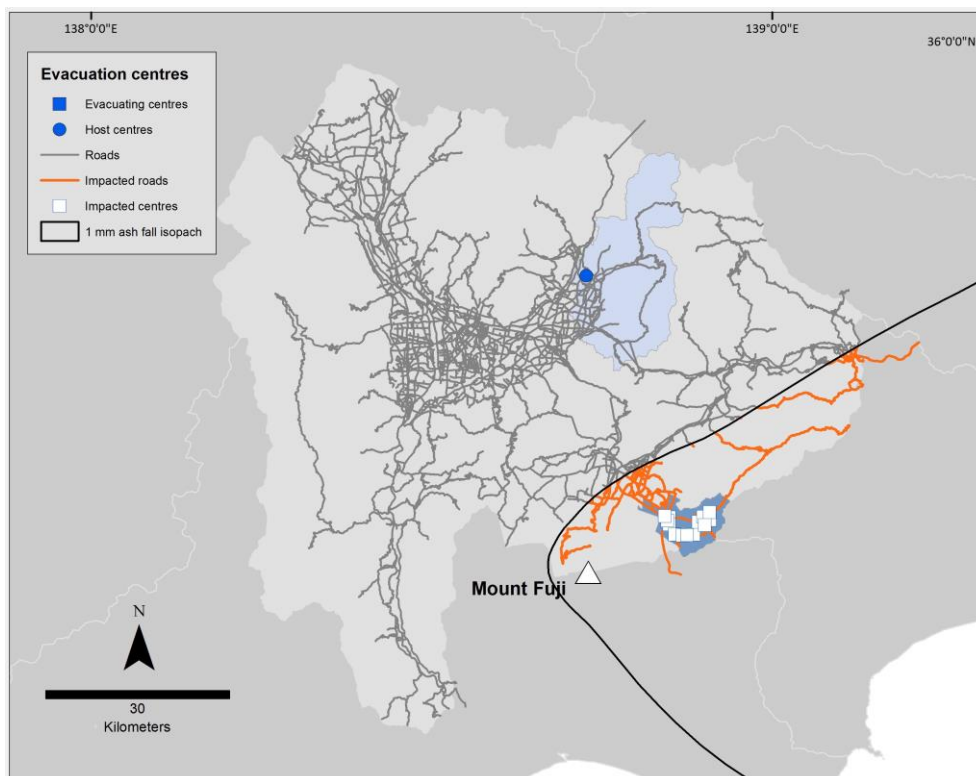 138°0'0"E
139°0'0"E
36°0'0"N
Evacuation centres
Evacuating centres
Host centres
Roads
Impacted roads
Impacted centres
1 mm ash fall isopach
Mount Fuji
N
30
Kilometers